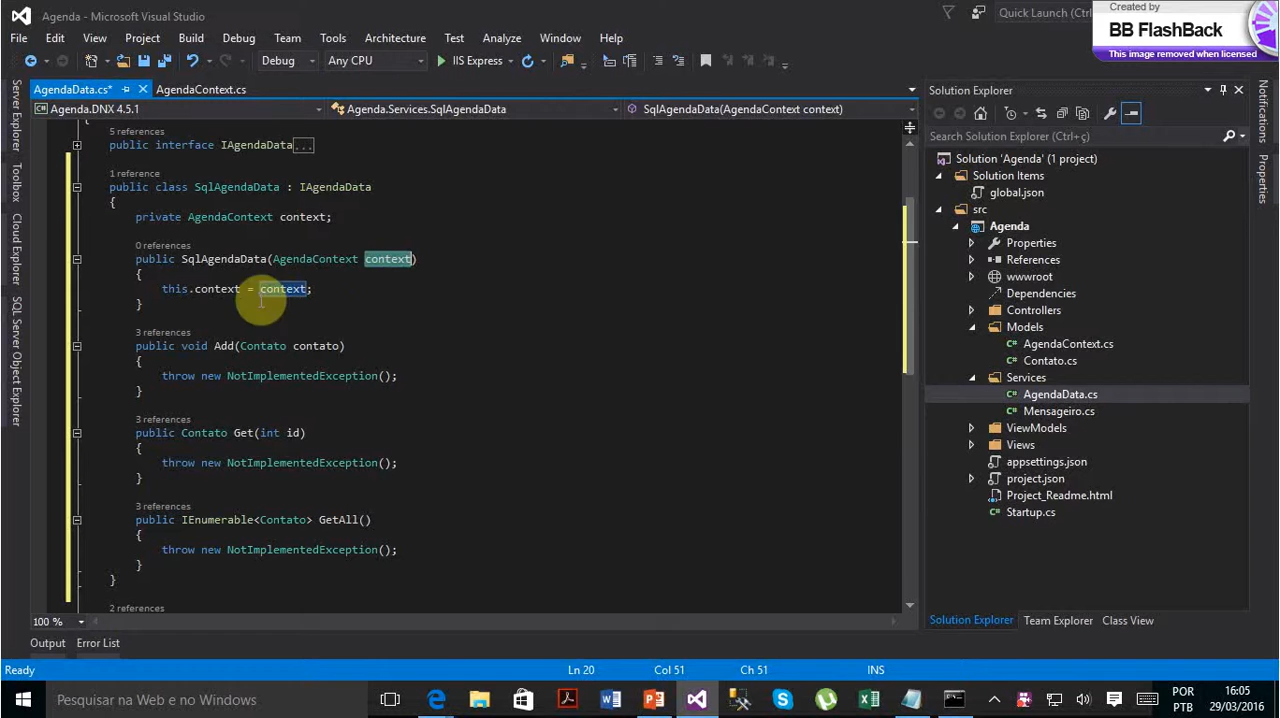 Agenda - Microsoft Visual Studio
Quick Launch (Ctrl+
Created by
BB FlashBack
This image removed when licensed
File Edit View Project Build Debug Team Tools Architecture Test Analyze Window Help
Debug Any CPU IIS Express
AgendaData.cs* AgendaContext.cs
Agenda.DNX 4.5.1 Agenda.Services.SqlAgendaData SqlAgendaData(AgendaContext context)
Server Explorer
Toolbox
Cloud Explorer
SQL Server Object Explorer
{
5 references
public interface IAgendaData...
1 reference
public class SqlAgendaData : IAgendaData
{
private AgendaContext context;
0 references
public SqlAgendaData(AgendaContext context)
{
this.context = context;
}
3 references
public void Add(Contato contato)
{
throw new NotImplementedException();
}
3 references
public Contato Get(int id)
{
throw new NotImplementedException();
}
3 references
public IEnumerable<Contato> GetAll()
{
throw new NotImplementedException();
}
}
2 references
100 %
Solution Explorer
Search Solution Explorer (Ctrl+ç)
Solution 'Agenda' (1 project)
Solution Items
global.json
src
Agenda
Properties
References
wwwroot
Dependencies
Controllers
Models
AgendaContext.cs
Contato.cs
Services
AgendaData.cs
Mensageiro.cs
ViewModels
Views
appsettings.json
project.json
Project_Readme.html
Startup.cs
Solution Explorer Team Explorer Class View
Notifications
Properties
Output Error List
Ready Ln 20 Col 51 Ch 51 INS
Pesquisar na Web e no Windows
POR
PTB
16:05
29/03/2016